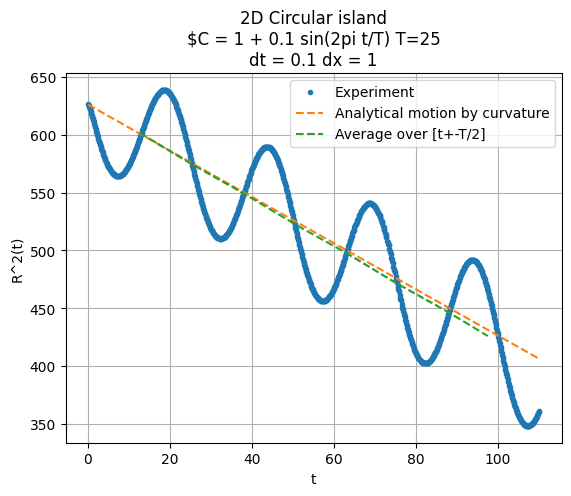 2D Circular island
$C = 1 + 0.1 sin(2pi t/T) T=25
dt = 0.1 dx = 1
Experiment
Analytical motion by curvature
Average over [t+-T/2]
R^2(t)
650
600
550
500
450
400
350
0
20
40
60
80
100
t